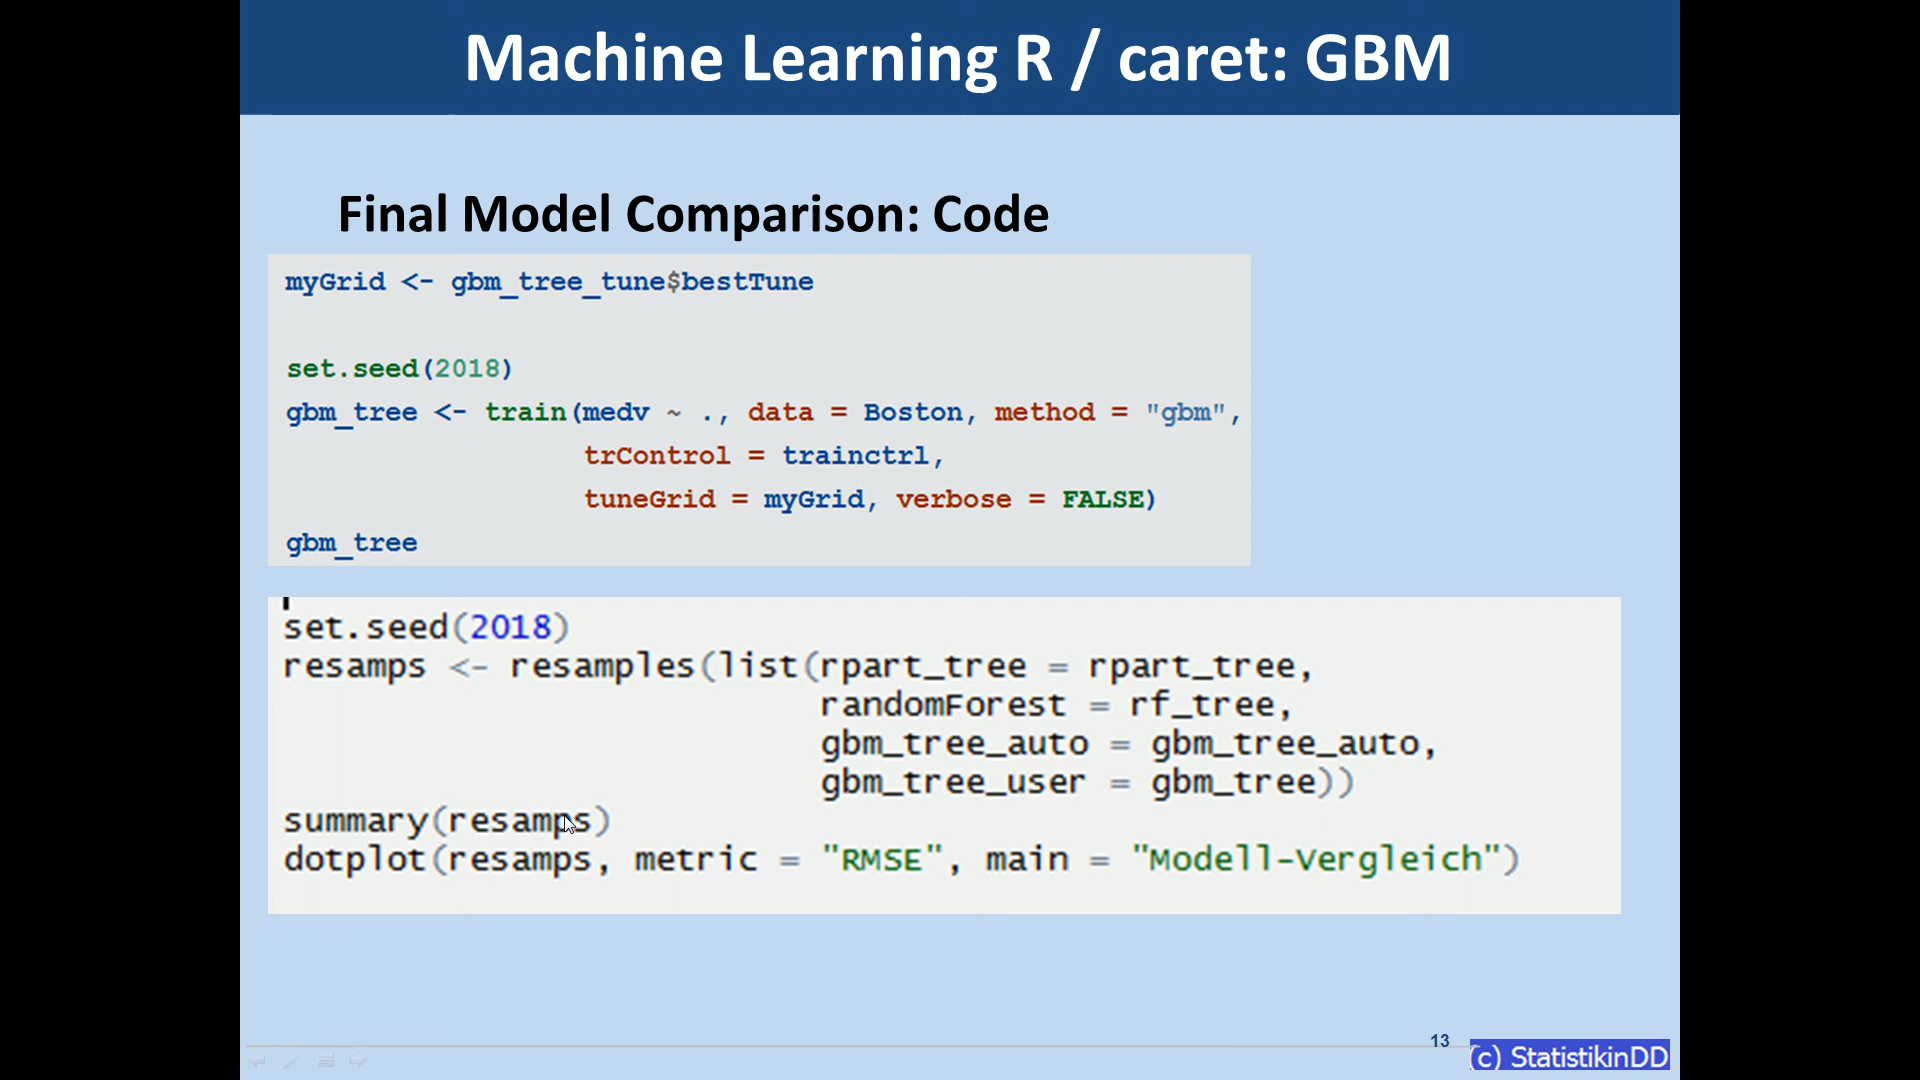 Machine Learning R / caret: GBM
Final Model Comparison: Code
myGrid <- gbm_tree_tune$bestTune
set.seed(2018)
gbm_tree <- train(medv ~ ., data = Boston, method = "gbm",
trControl = trainctrl,
tuneGrid = myGrid, verbose = FALSE)
gbm_tree
set.seed(2018)
resamps <- resamples(list(rpart_tree = rpart_tree,
randomForest = rf_tree,
gbm_tree_auto = gbm_tree_auto,
gbm_tree_user = gbm_tree))
summary(resamps)
dotplot(resamps, metric = "RMSE", main = "Modell-Vergleich")
13
(c) StatistikinDD